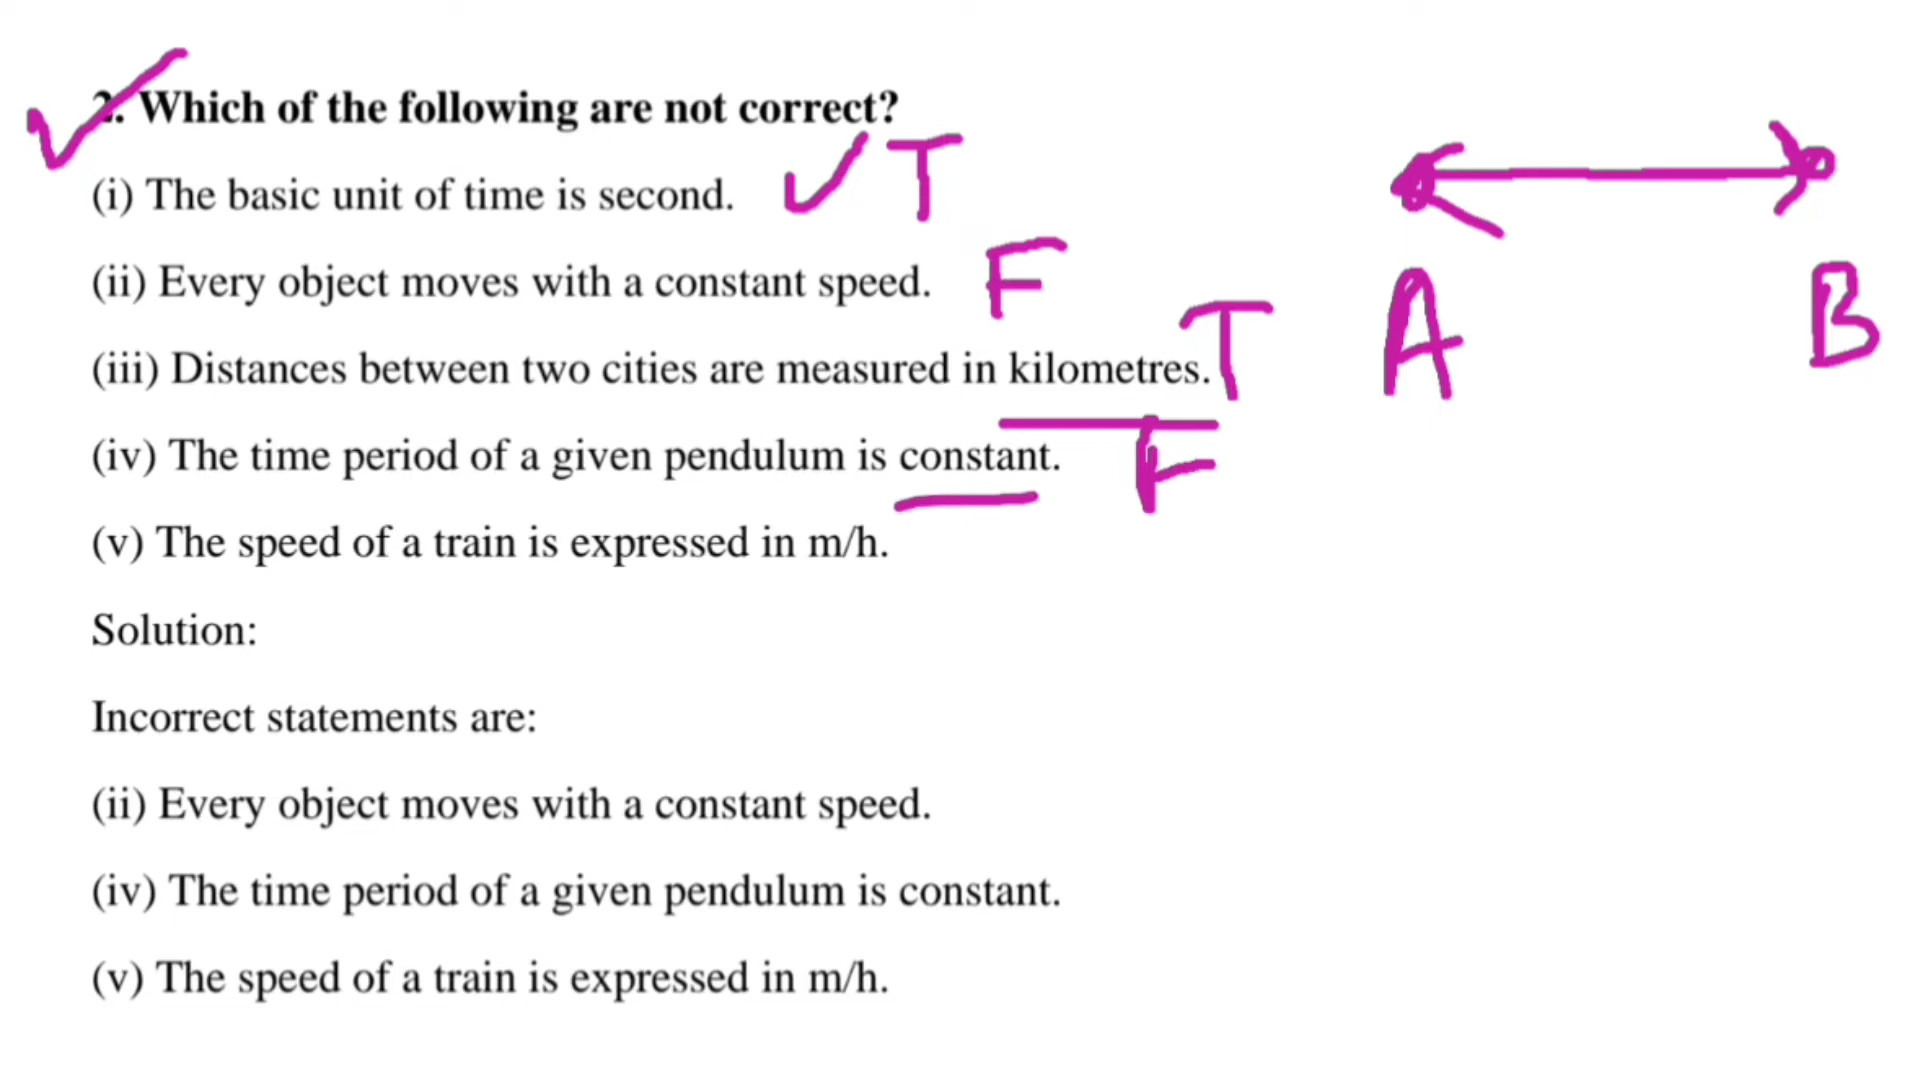 2. Which of the following are not correct?
(i) The basic unit of time is second. T
(ii) Every object moves with a constant speed. F
(iii) Distances between two cities are measured in kilometres. T
A B
(iv) The time period of a given pendulum is constant. F
(v) The speed of a train is expressed in m/h.
Solution:
Incorrect statements are:
(ii) Every object moves with a constant speed.
(iv) The time period of a given pendulum is constant.
(v) The speed of a train is expressed in m/h.